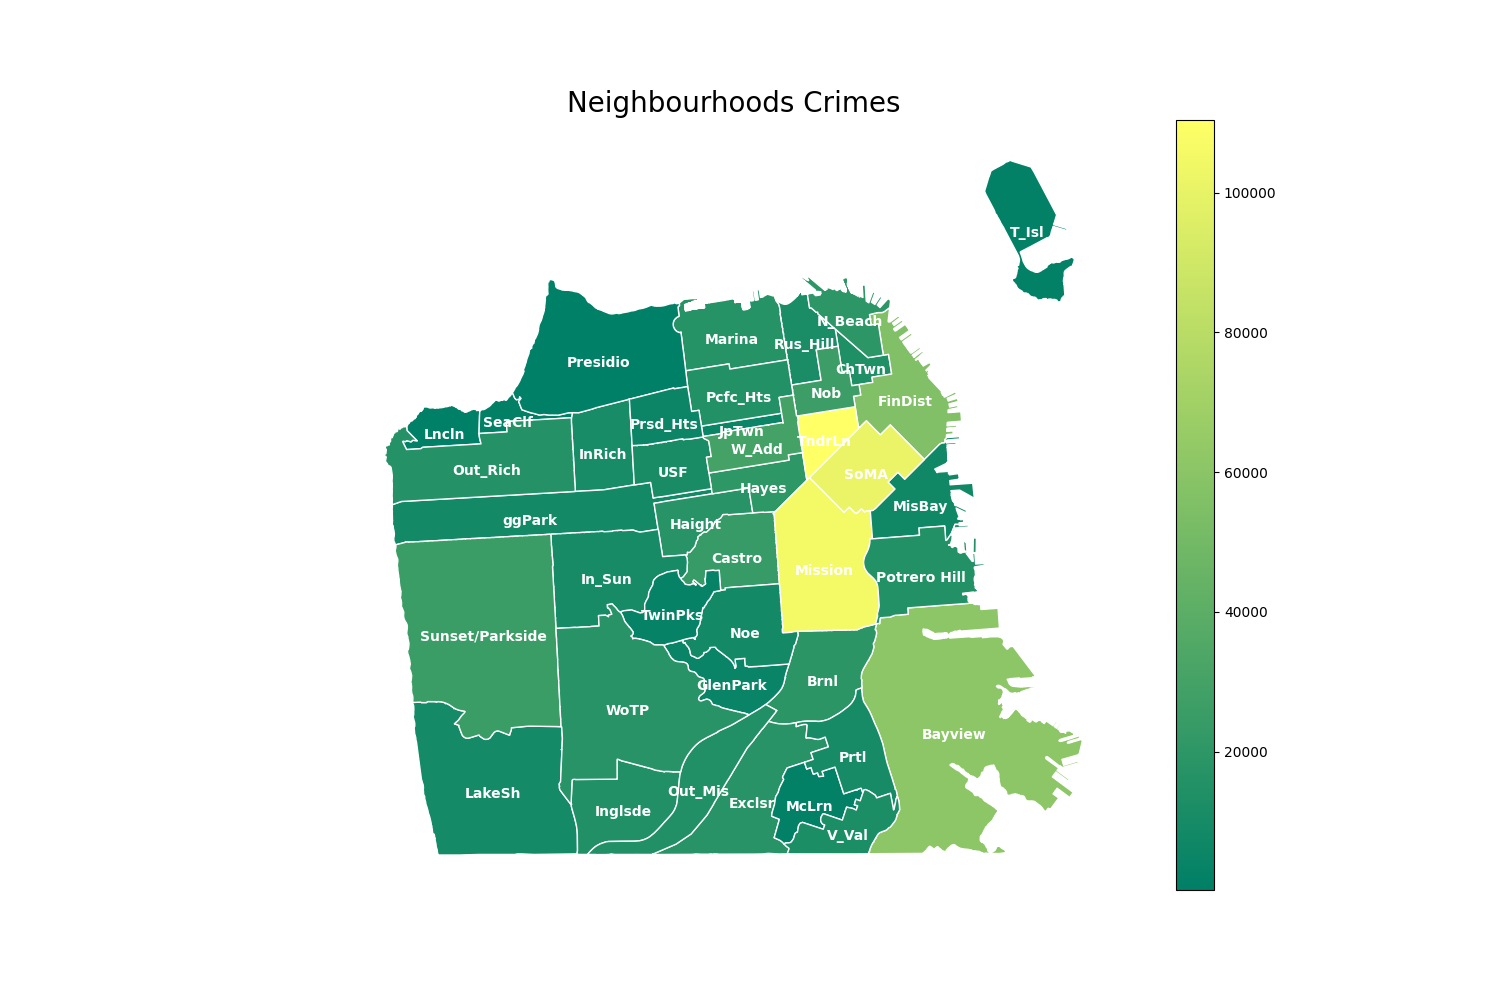 Neighbourhoods Crimes
T_Isl
100000
N_Beach
Marina
Rus_Hill
80000
Presidio
ChTwn
Nob
Pcfc_Hts
FinDist
SeaClf
Prsd_Hts
Lncln
JpTwn
TndrLn
W_Add
InRich
Out_Rich
USF
SoMA
60000
Hayes
MisBay
ggPark
Haight
Castro
Mission
In_Sun
Potrero Hill
40000
TwinPks
Sunset/Parkside
Noe
GlenPark
Brnl
WoTP
Bayview
20000
Prtl
LakeSh
Out_Mis
Exclsr
McLrn
Inglsde
V_Val